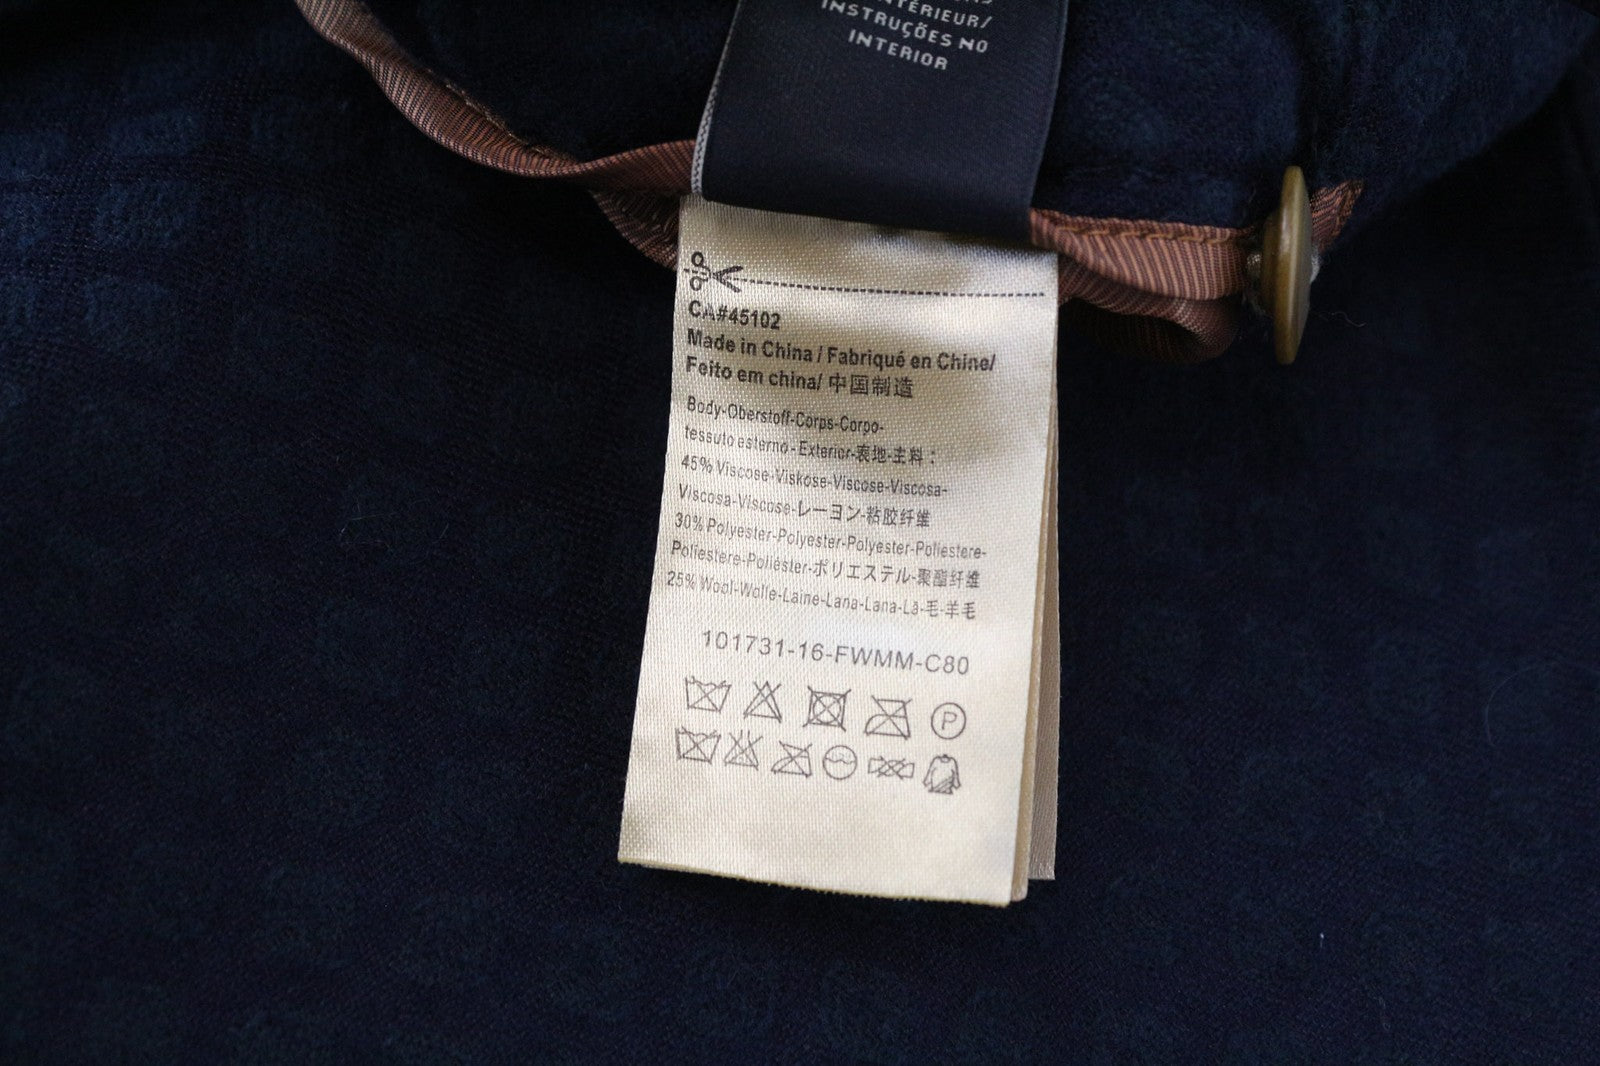 INTÉRIEUR/
INSTRUÇÕES NO
INTERIOR
CA#45102
Made in China / Fabriqué en Chine/
Feito em china/ 中国制造
Body-Oberstoff-Corps-Corpo-
tessuto esterno-Exterior-表地-主料：
45% Viscose-Viskose-Viscose-Viscosa-
Viscosa-Viscose-レーヨン-粘胶纤维
30% Polyester-Polyester-Polyester-Poliestere-
Poliestere-Poliéster-ポリエステル-聚酯纤维
25% Wool-Wolle-Laine-Lana-Lana-Lã-毛-羊毛
101731-16-FWMM-C80
P